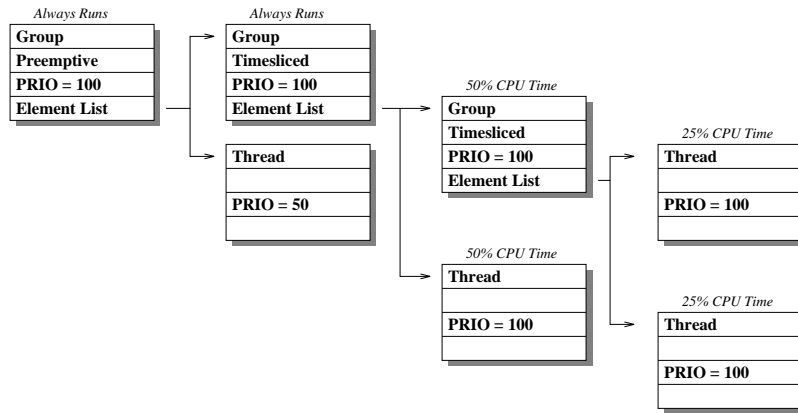 Always Runs
Group
Preemptive
PRIO = 100
Element List
Always Runs
Group
Timesliced
PRIO = 100
Element List
Thread
PRIO = 50
50% CPU Time
Group
Timesliced
PRIO = 100
Element List
50% CPU Time
Thread
PRIO = 100
25% CPU Time
Thread
PRIO = 100
25% CPU Time
Thread
PRIO = 100